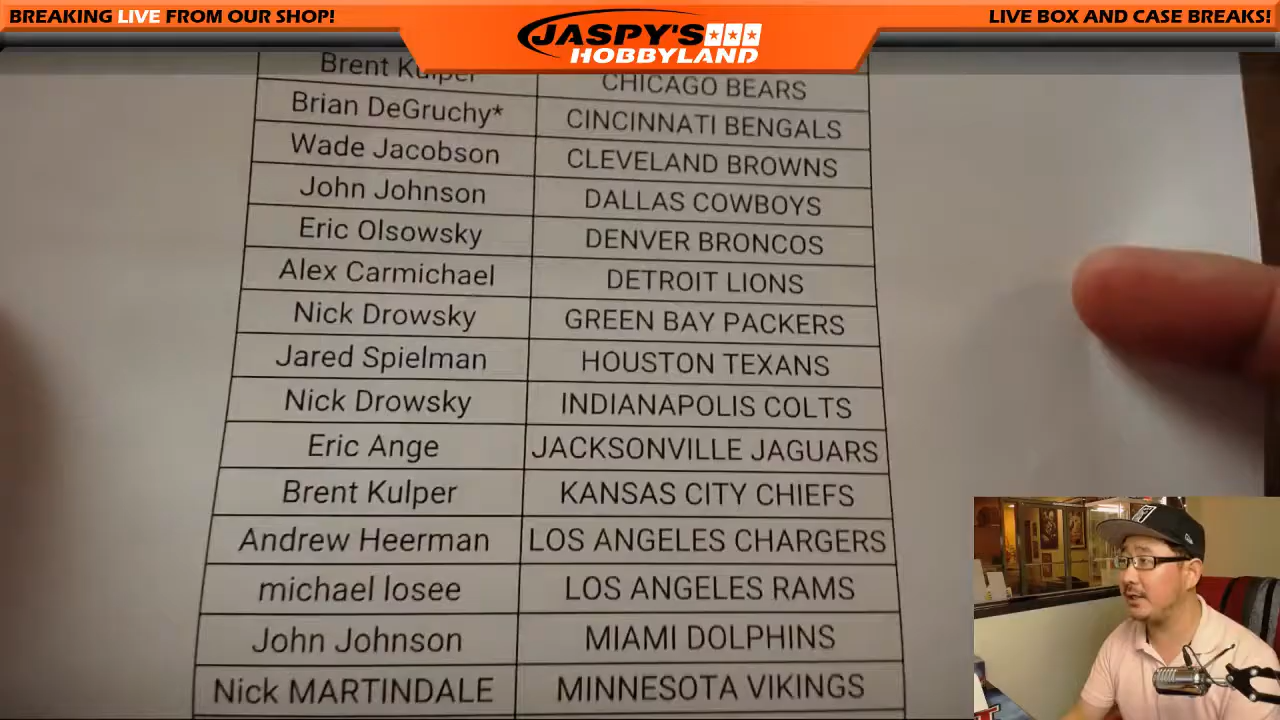 BREAKING LIVE FROM OUR SHOP!
JASPY'S
HOBBYLAND
LIVE BOX AND CASE BREAKS!
Brent Kulper CHICAGO BEARS
Brian DeGruchy* CINCINNATI BENGALS
Wade Jacobson CLEVELAND BROWNS
John Johnson DALLAS COWBOYS
Eric Olsowsky DENVER BRONCOS
Alex Carmichael DETROIT LIONS
Nick Drowsky GREEN BAY PACKERS
Jared Spielman HOUSTON TEXANS
Nick Drowsky INDIANAPOLIS COLTS
Eric Ange JACKSONVILLE JAGUARS
Brent Kulper KANSAS CITY CHIEFS
Andrew Heerman LOS ANGELES CHARGERS
michael losee LOS ANGELES RAMS
John Johnson MIAMI DOLPHINS
Nick MARTINDALE MINNESOTA VIKINGS